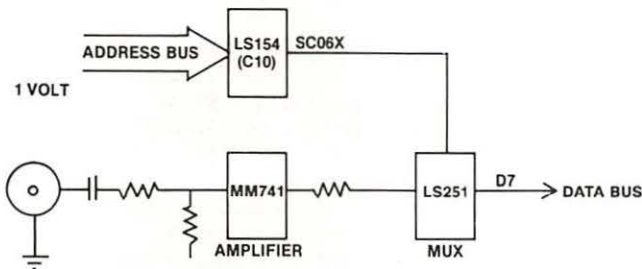 ADDRESS BUS
LS154
(C10)
SC06X
1 VOLT
MM741
LS251
D7
DATA BUS
AMPLIFIER
MUX